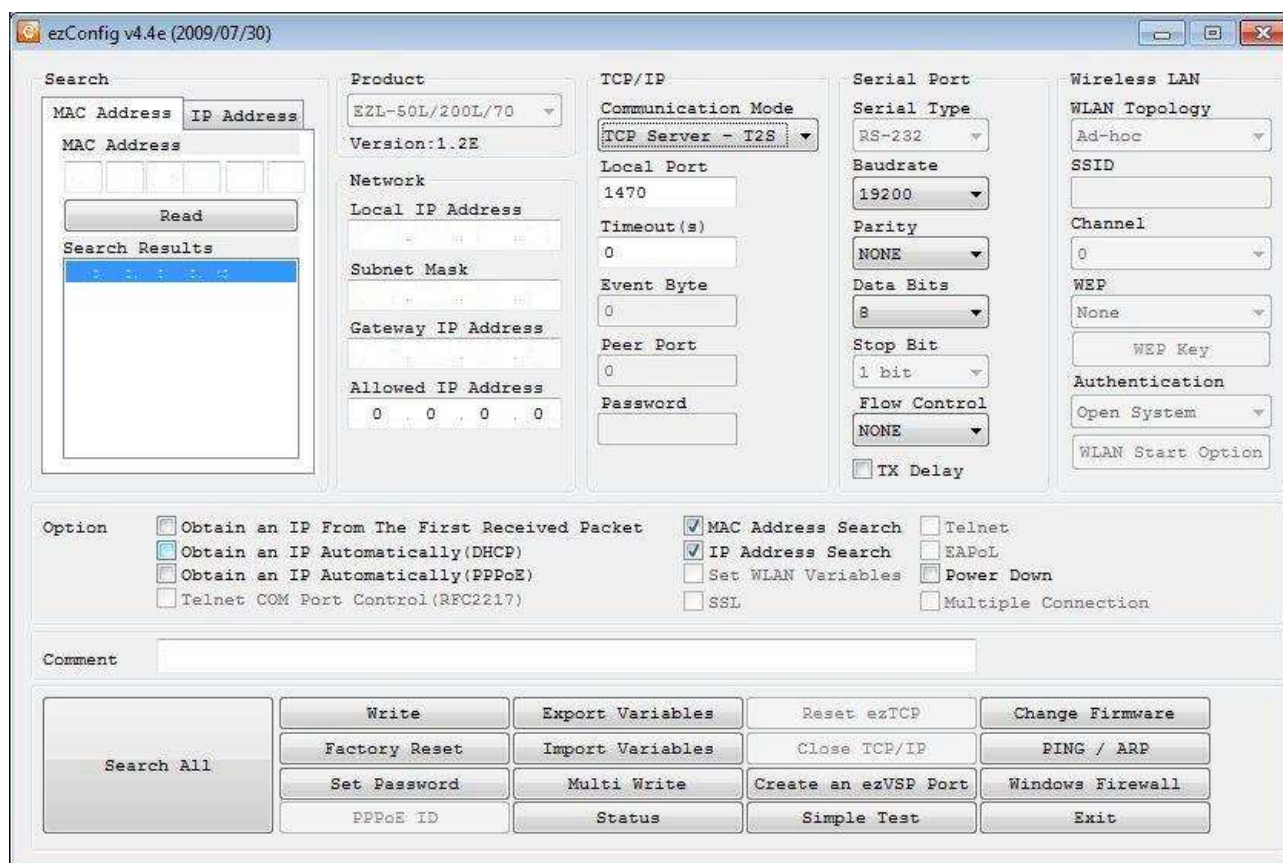 ezConfig v4.4e (2009/07/30)
Search
MAC Address
IP Address
MAC Address
Read
Search Results
Product
EZL-50L/200L/70
Version:1.2E
Network
Local IP Address
Subnet Mask
Gateway IP Address
Allowed IP Address
0 . 0 . 0 . 0
TCP/IP
Communication Mode
TCP Server - T2S
Local Port
1470
Timeout(s)
0
Event Byte
0
Peer Port
0
Password
Serial Port
Serial Type
RS-232
Baudrate
19200
Parity
NONE
Data Bits
8
Stop Bit
1 bit
Flow Control
NONE
TX Delay
Wireless LAN
WLAN Topology
Ad-hoc
SSID
Channel
0
WEP
None
WEP Key
Authentication
Open System
WLAN Start Option
Option
Obtain an IP From The First Received Packet
Obtain an IP Automatically(DHCP)
Obtain an IP Automatically(PPPoE)
Telnet COM Port Control(RFC2217)
MAC Address Search
IP Address Search
Set WLAN Variables
SSL
Telnet
EAPoL
Power Down
Multiple Connection
Comment
Search All
Write
Export Variables
Reset ezTCP
Change Firmware
Factory Reset
Import Variables
Close TCP/IP
PING / ARP
Set Password
Multi Write
Create an ezVSP Port
Windows Firewall
PPPoE ID
Status
Simple Test
Exit